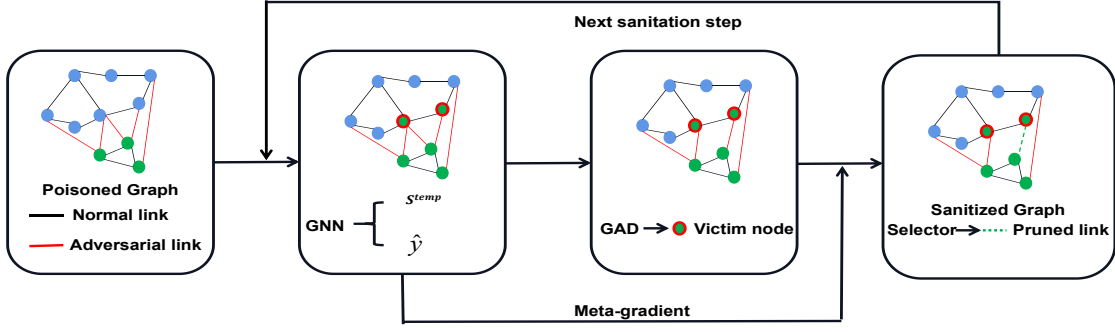 Next sanitation step
Poisoned Graph
Normal link
Adversarial link
GNN
s^temp
ŷ
GAD
Victim node
Sanitized Graph
Selector
Pruned link
Meta-gradient